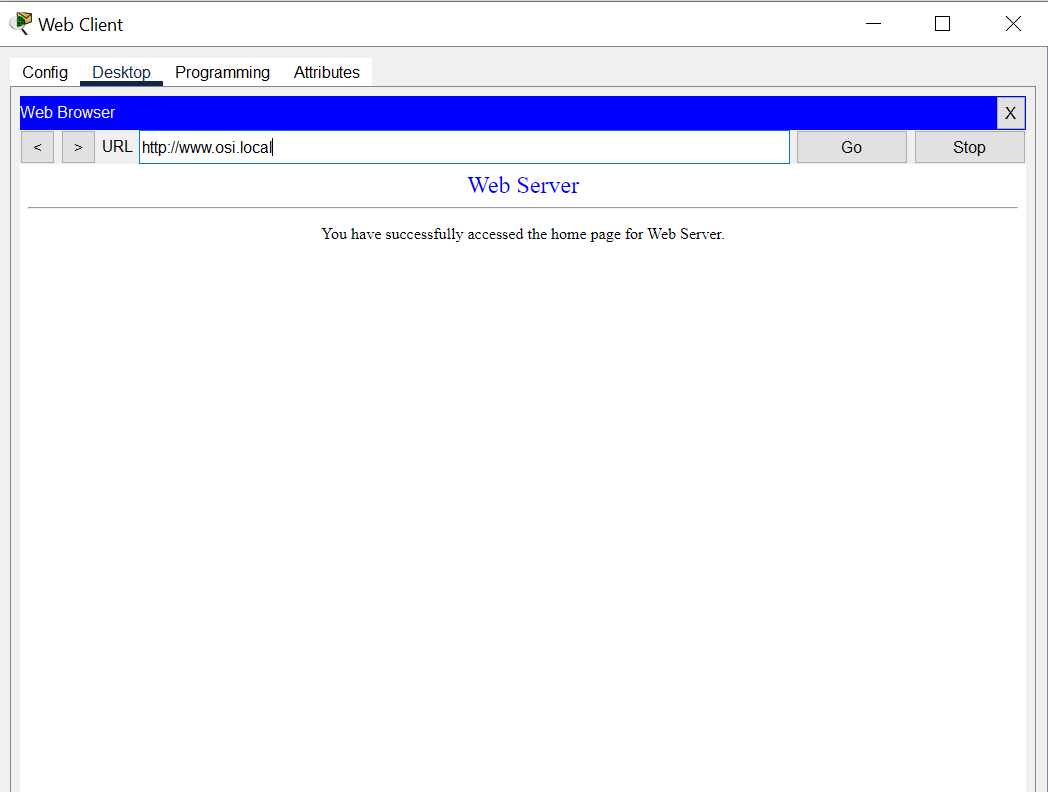 Web Client
Config Desktop Programming Attributes
Web Browser X
< > URL http://www.osi.local Go Stop
Web Server
You have successfully accessed the home page for Web Server.